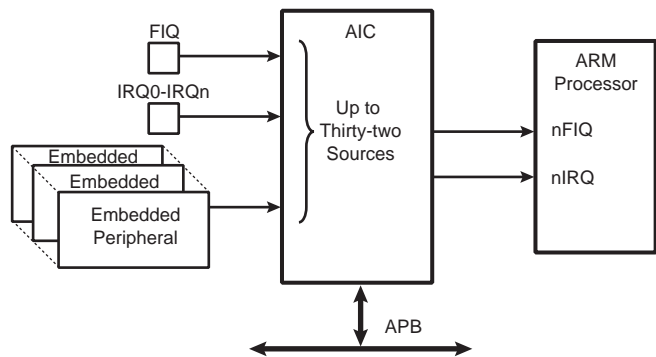 FIQ
IRQ0-IRQn
Embedded
Embedded
Embedded
Peripheral
AIC
Up to
Thirty-two
Sources
ARM
Processor
nFIQ
nIRQ
APB